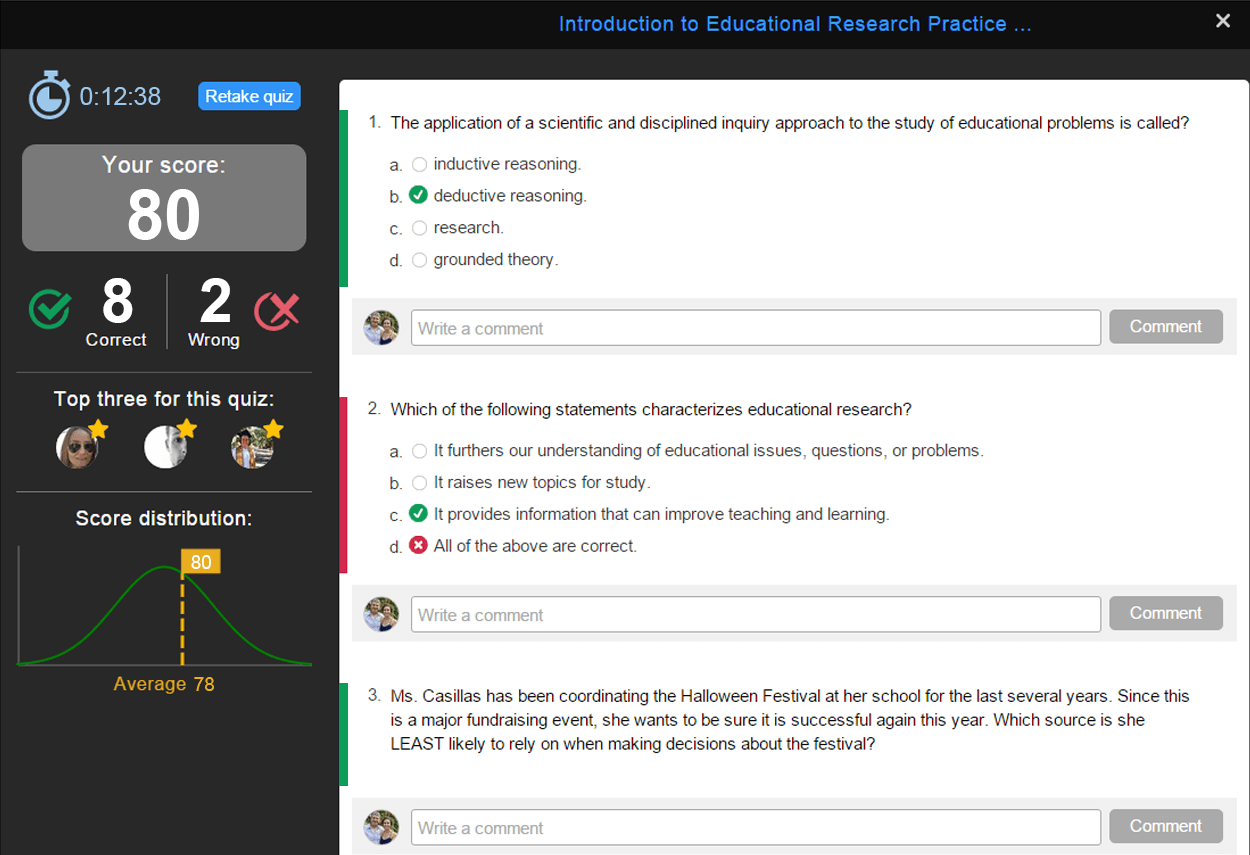 Introduction to Educational Research Practice ...
0:12:38
Retake quiz
Your score:
80
8
Correct
2
Wrong
Top three for this quiz:
Score distribution:
80
Average 78
1. The application of a scientific and disciplined inquiry approach to the study of educational problems is called?
a. inductive reasoning.
b. deductive reasoning.
c. research.
d. grounded theory.
Write a comment
Comment
2. Which of the following statements characterizes educational research?
a. It furthers our understanding of educational issues, questions, or problems.
b. It raises new topics for study.
c. It provides information that can improve teaching and learning.
d. All of the above are correct.
Write a comment
Comment
3. Ms. Casillas has been coordinating the Halloween Festival at her school for the last several years. Since this
is a major fundraising event, she wants to be sure it is successful again this year. Which source is she
LEAST likely to rely on when making decisions about the festival?
Write a comment
Comment